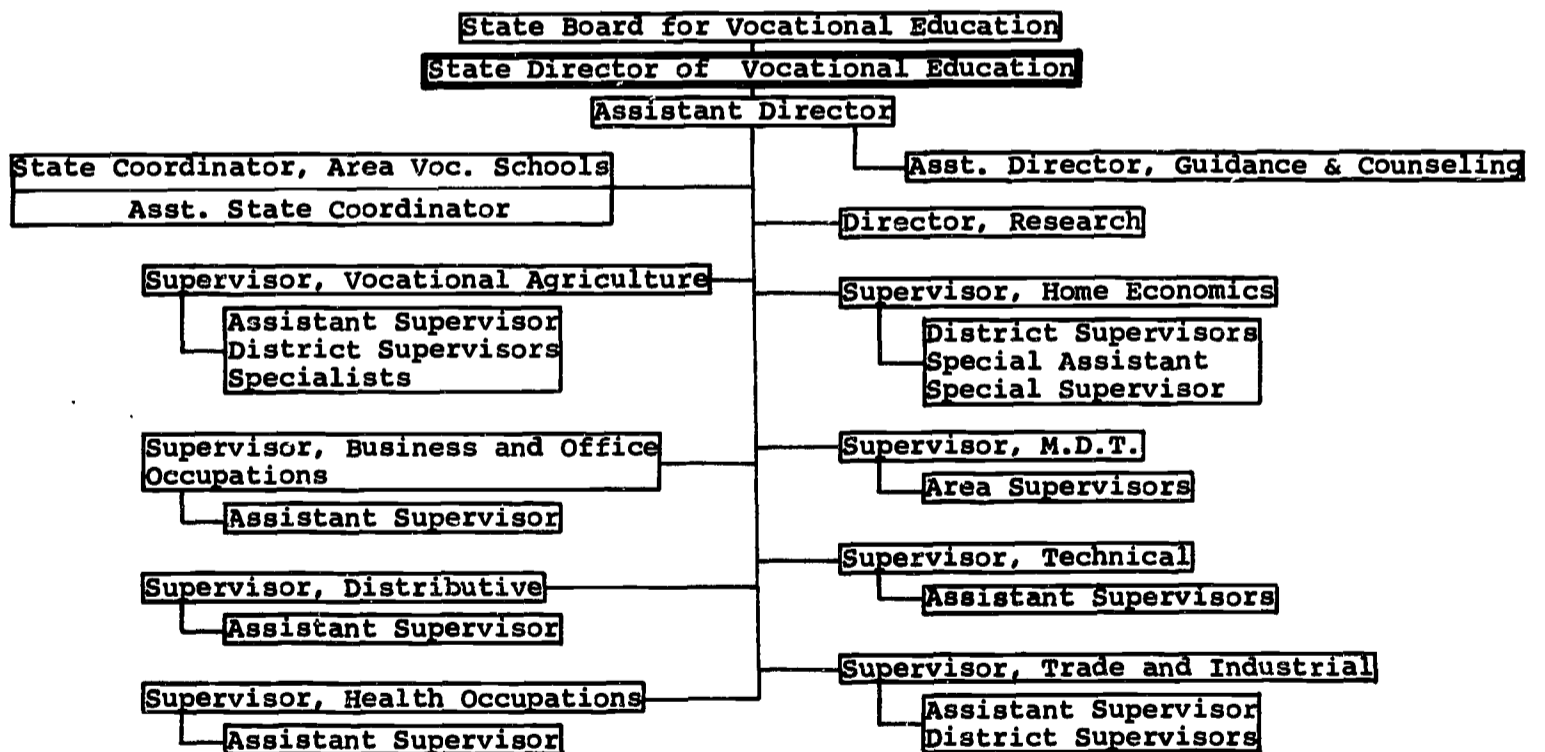 State Board for Vocational Education
State Director of Vocational Education
Assistant Director
State Coordinator, Area Voc. Schools
Asst. State Coordinator
Asst. Director, Guidance & Counseling
Director, Research
Supervisor, Vocational Agriculture
Assistant Supervisor
District Supervisors
Specialists
Supervisor, Home Economics
District Supervisors
Special Assistant
Special Supervisor
Supervisor, Business and Office
Occupations
Assistant Supervisor
Supervisor, M.D.T.
Area Supervisors
Supervisor, Distributive
Assistant Supervisor
Supervisor, Technical
Assistant Supervisors
Supervisor, Health Occupations
Assistant Supervisor
Supervisor, Trade and Industrial
Assistant Supervisor
District Supervisors